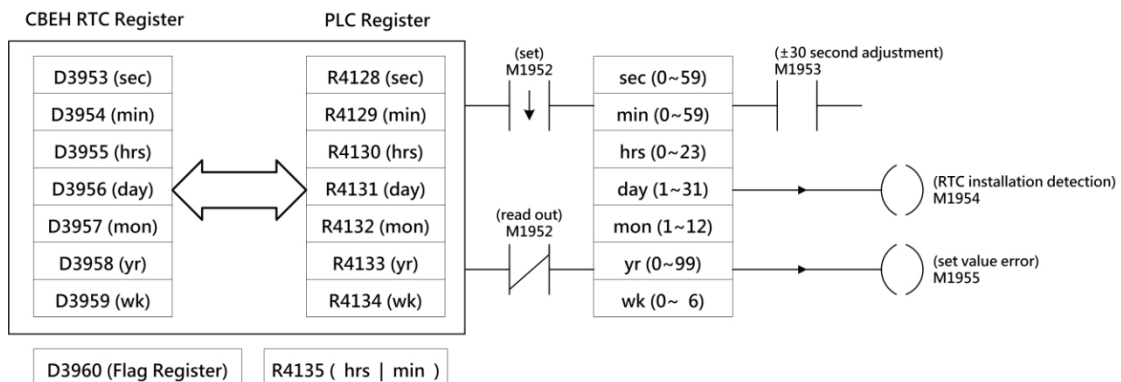 CBEH RTC Register
PLC Register
D3953 (sec)
D3954 (min)
D3955 (hrs)
D3956 (day)
D3957 (mon)
D3958 (yr)
D3959 (wk)
R4128 (sec)
R4129 (min)
R4130 (hrs)
R4131 (day)
R4132 (mon)
R4133 (yr)
R4134 (wk)
D3960 (Flag Register)
R4135 ( hrs | min )
(set)
M1952
(read out)
M1952
sec (0~59)
min (0~59)
hrs (0~23)
day (1~31)
mon (1~12)
yr (0~99)
wk (0~ 6)
(±30 second adjustment)
M1953
(RTC installation detection)
M1954
(set value error)
M1955